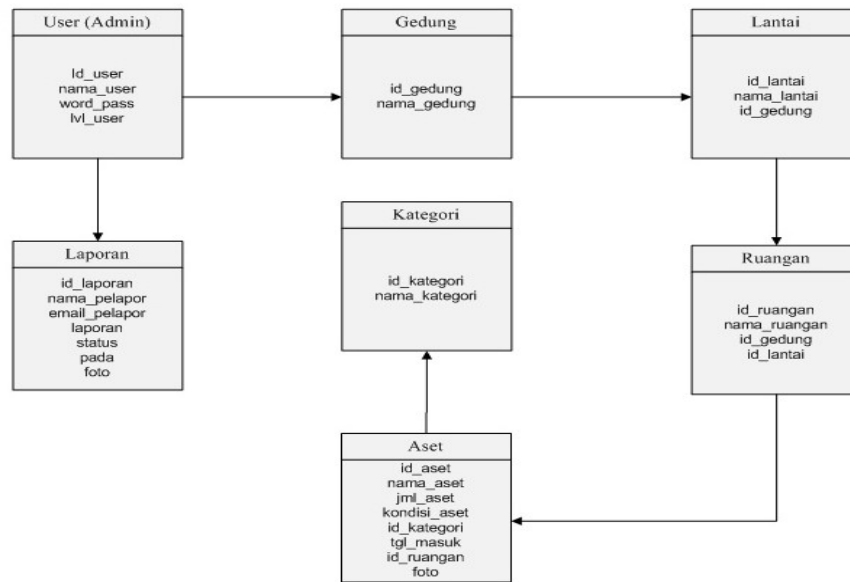 User (Admin)
Id_user
nama_user
word_pass
lvl_user
Gedung
id_gedung
nama_gedung
Lantai
id_lantai
nama_lantai
id_gedung
Laporan
id_laporan
nama_pelapor
email_pelapor
laporan
status
pada
foto
Kategori
id_kategori
nama_kategori
Ruangan
id_ruangan
nama_ruangan
id_gedung
id_lantai
Aset
id_aset
nama_aset
jml_aset
kondisi_aset
id_kategori
tgl_masuk
id_ruangan
foto